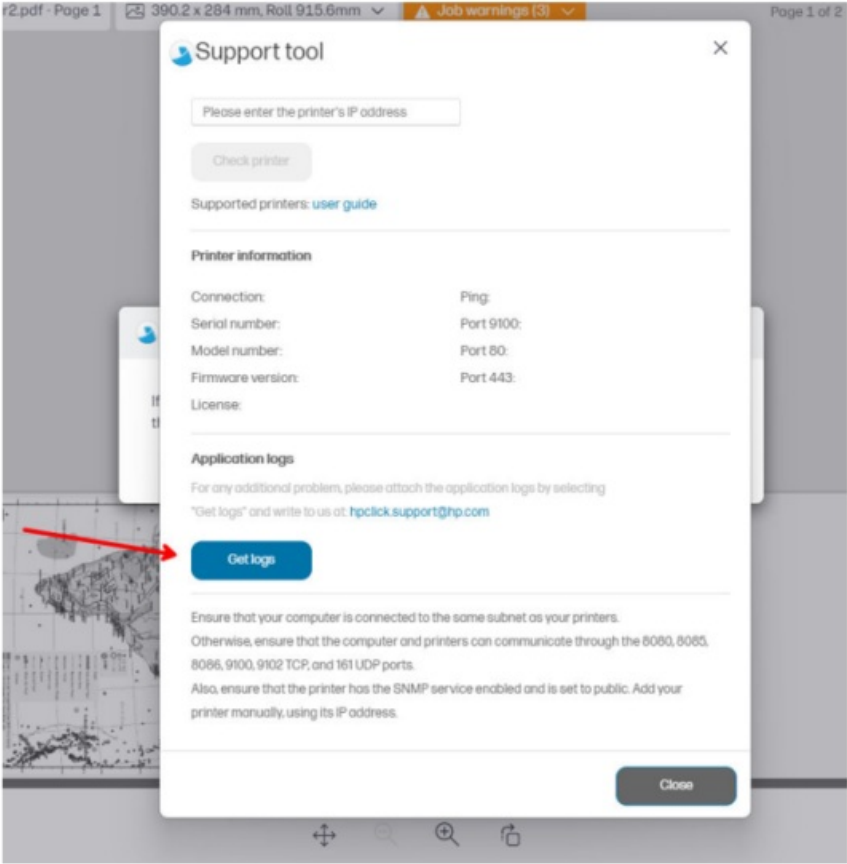 r2.pdf - Page 1
390.2 x 284 mm, Roll 915.6mm
Job warnings (3)
Page 1 of 2
Support tool
Please enter the printer's IP address
Check printer
Supported printers: user guide
Printer information
Connection:
Ping:
Serial number:
Port 9100:
Model number:
Port 80:
Firmware version:
Port 443:
License:
If
th
Application logs
For any additional problem, please attach the application logs by selecting
"Get logs" and write to us at: hpclick.support@hp.com
Get logs
Ensure that your computer is connected to the same subnet as your printers.
Otherwise, ensure that the computer and printers can communicate through the 8080, 8085,
8086, 9100, 9102 TCP, and 161 UDP ports.
Also, ensure that the printer has the SNMP service enabled and is set to public. Add your
printer manually, using its IP address.
Close